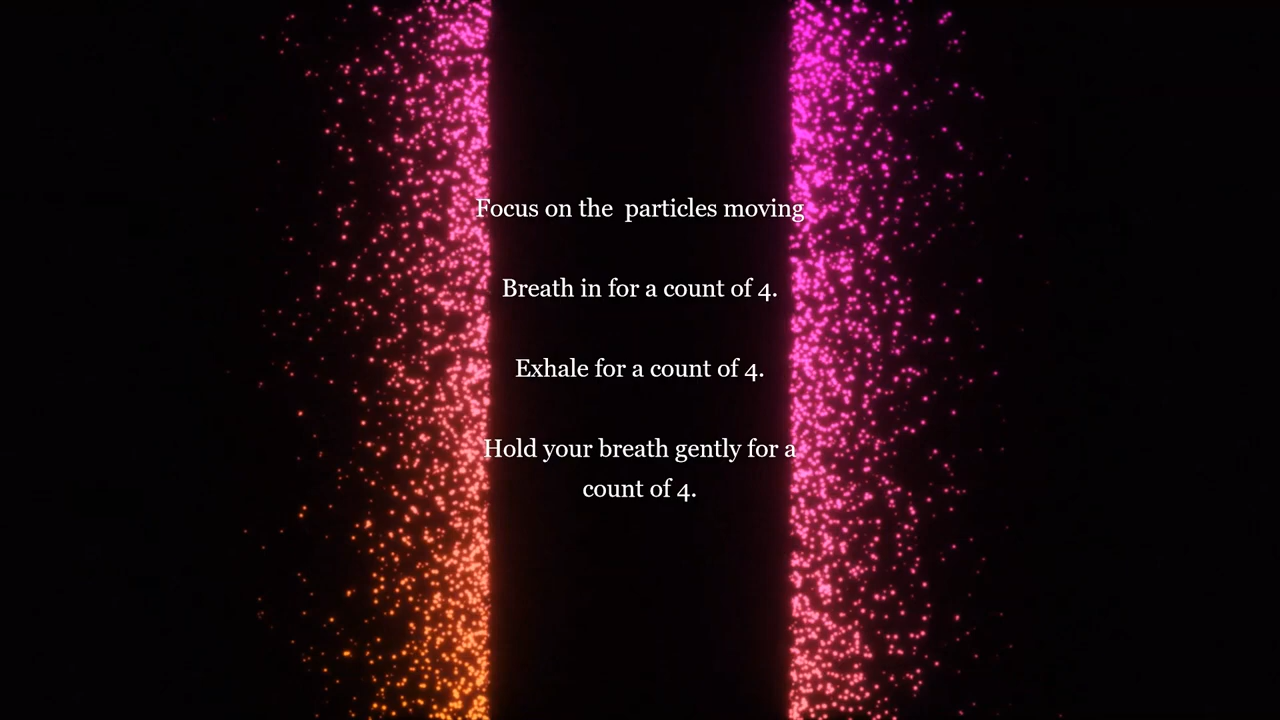 Focus on the  particles moving
Breath in for a count of 4.
Exhale for a count of 4.
Hold your breath gently for a
count of 4.